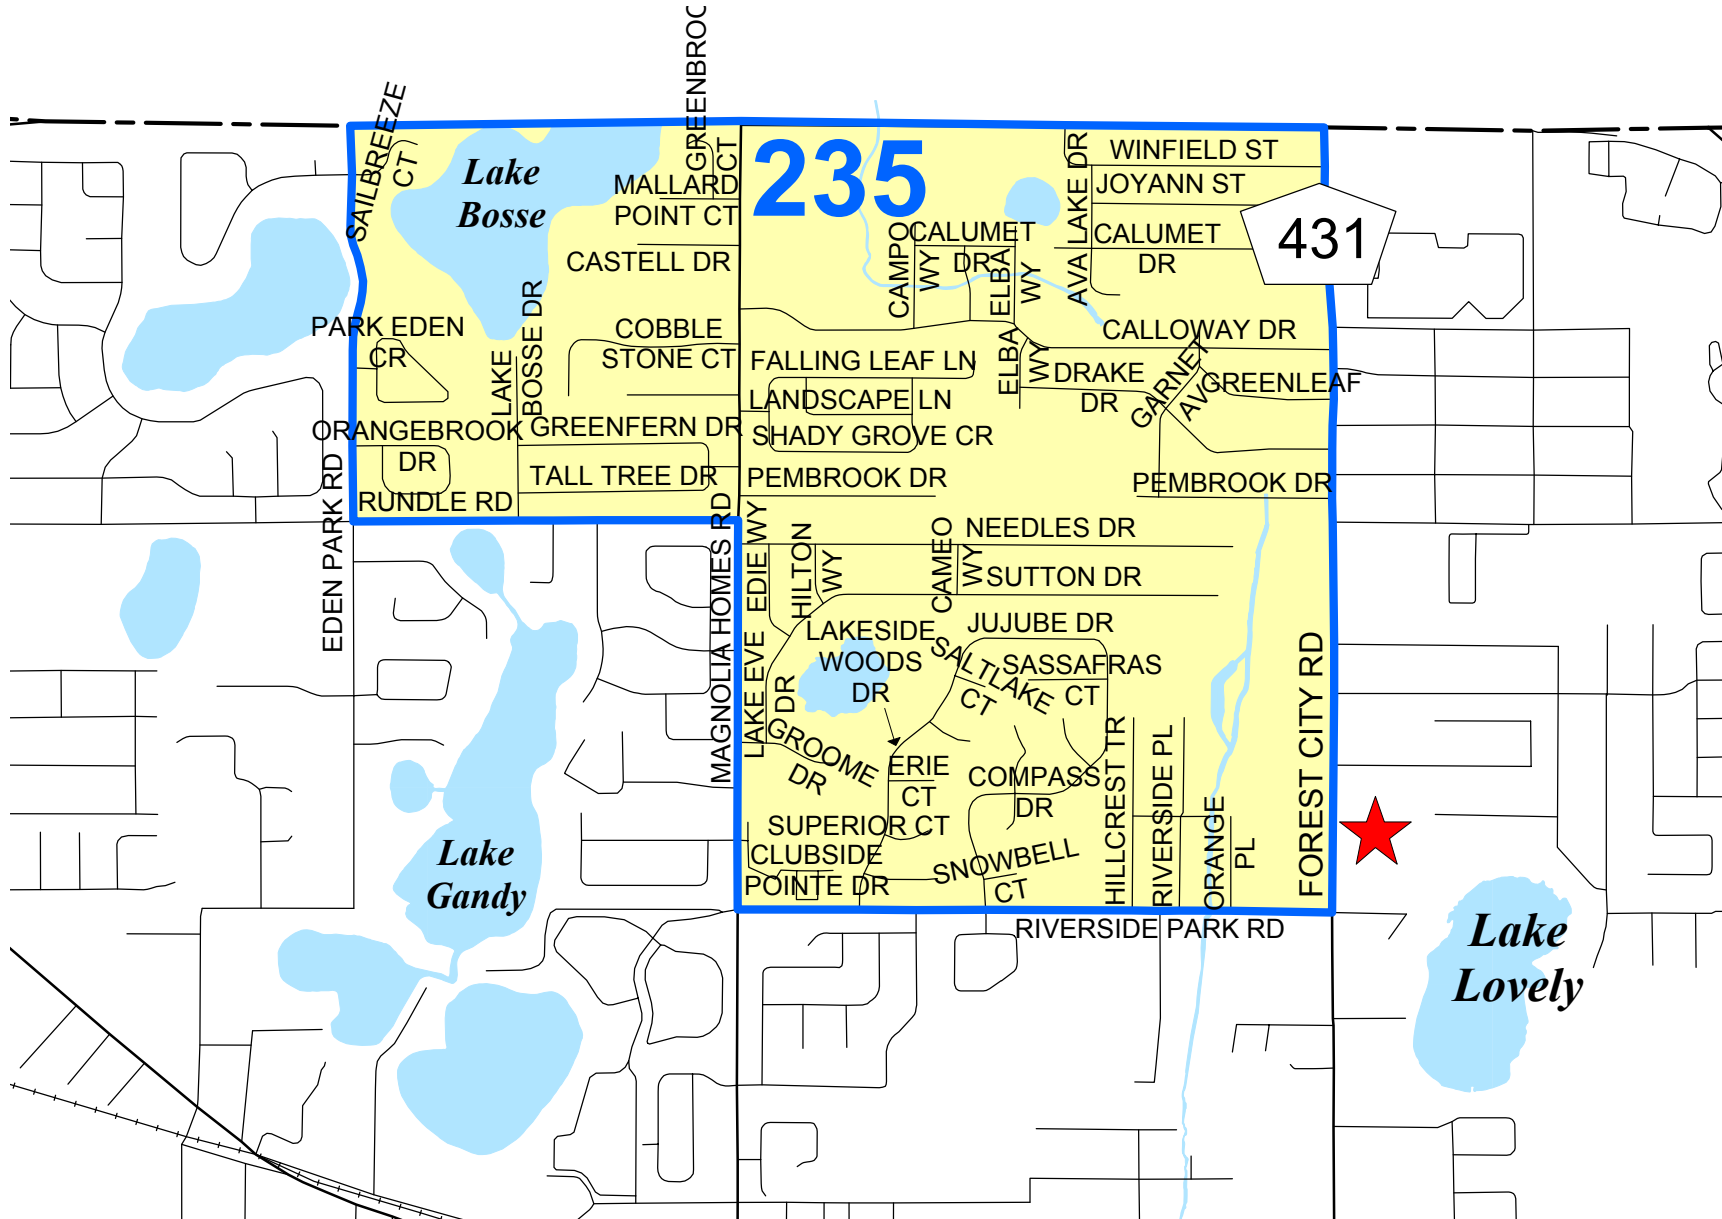 GREENBROO
CT
SAILBREEZE
CT
Lake
Bosse
MALLARD
POINT CT
235
WINFIELD ST
JOYANN ST
AVA LAKE DR
CALUMET
DR
431
CAMPO
WY
CALUMET
DR
ELBA
WY
CASTELL DR
PARK EDEN
CR
LAKE
BOSSE DR
COBBLE
STONE CT
CALLOWAY DR
FALLING LEAF LN
ELBA
WY
DRAKE
DR
GARNET
AV
GREENLEAF
LANDSCAPE LN
ORANGEBROOK
DR
GREENFERN DR
SHADY GROVE CR
TALL TREE DR
PEMBROOK DR
PEMBROOK DR
RUNDLE RD
EDEN PARK RD
MAGNOLIA HOMES RD
EDIE WY
HILTON
WY
CAMEO
WY
NEEDLES DR
SUTTON DR
LAKESIDE
WOODS
DR
JUJUBE DR
SALTLAKE
CT
SASSAFRAS
CT
LAKE EVE
DR
GROOME
DR
ERIE
CT
COMPASS
DR
HILLCREST TR
RIVERSIDE PL
ORANGE
PL
FOREST CITY RD
SUPERIOR CT
CLUBSIDE
POINTE DR
SNOWBELL
CT
Lake
Gandy
RIVERSIDE PARK RD
Lake
Lovely